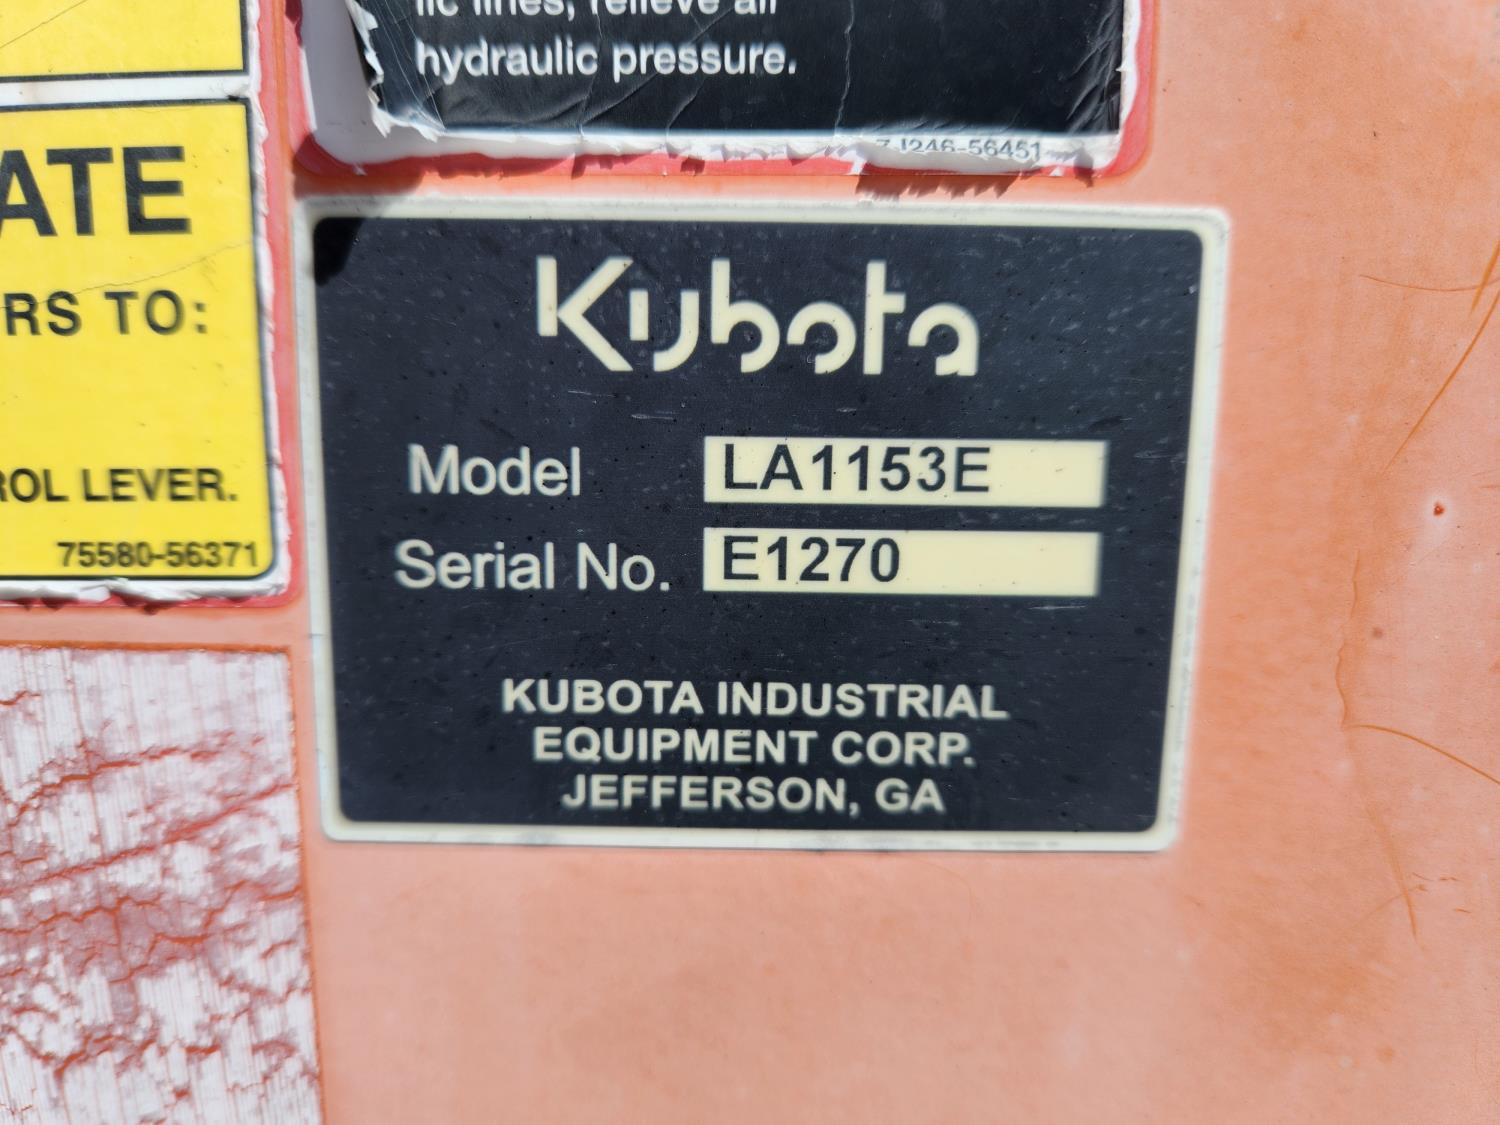 hydraulic pressure.
ATE
RS TO:
OL LEVER.
75580-56371
Kubota
Model LA1153E
Serial No. E1270
KUBOTA INDUSTRIAL
EQUIPMENT CORP.
JEFFERSON, GA